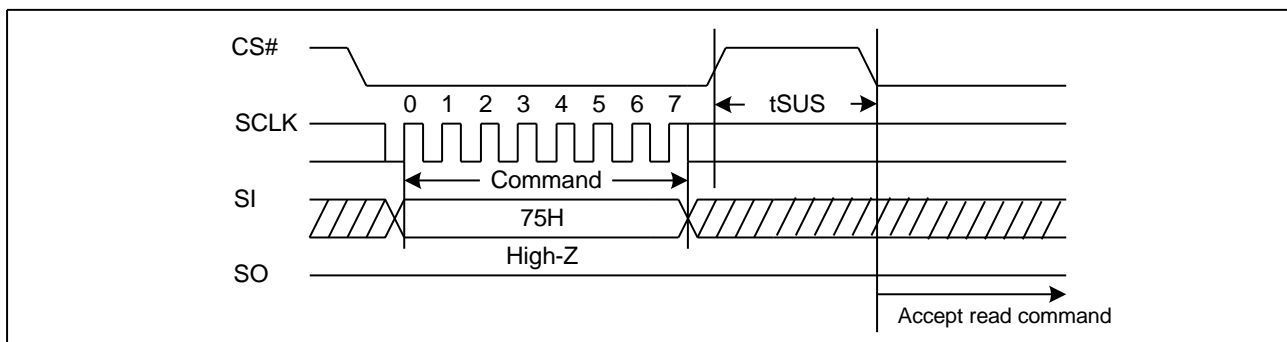 CS#
tSUS
0 1 2 3 4 5 6 7
SCLK
Command
SI
75H
High-Z
SO
Accept read command